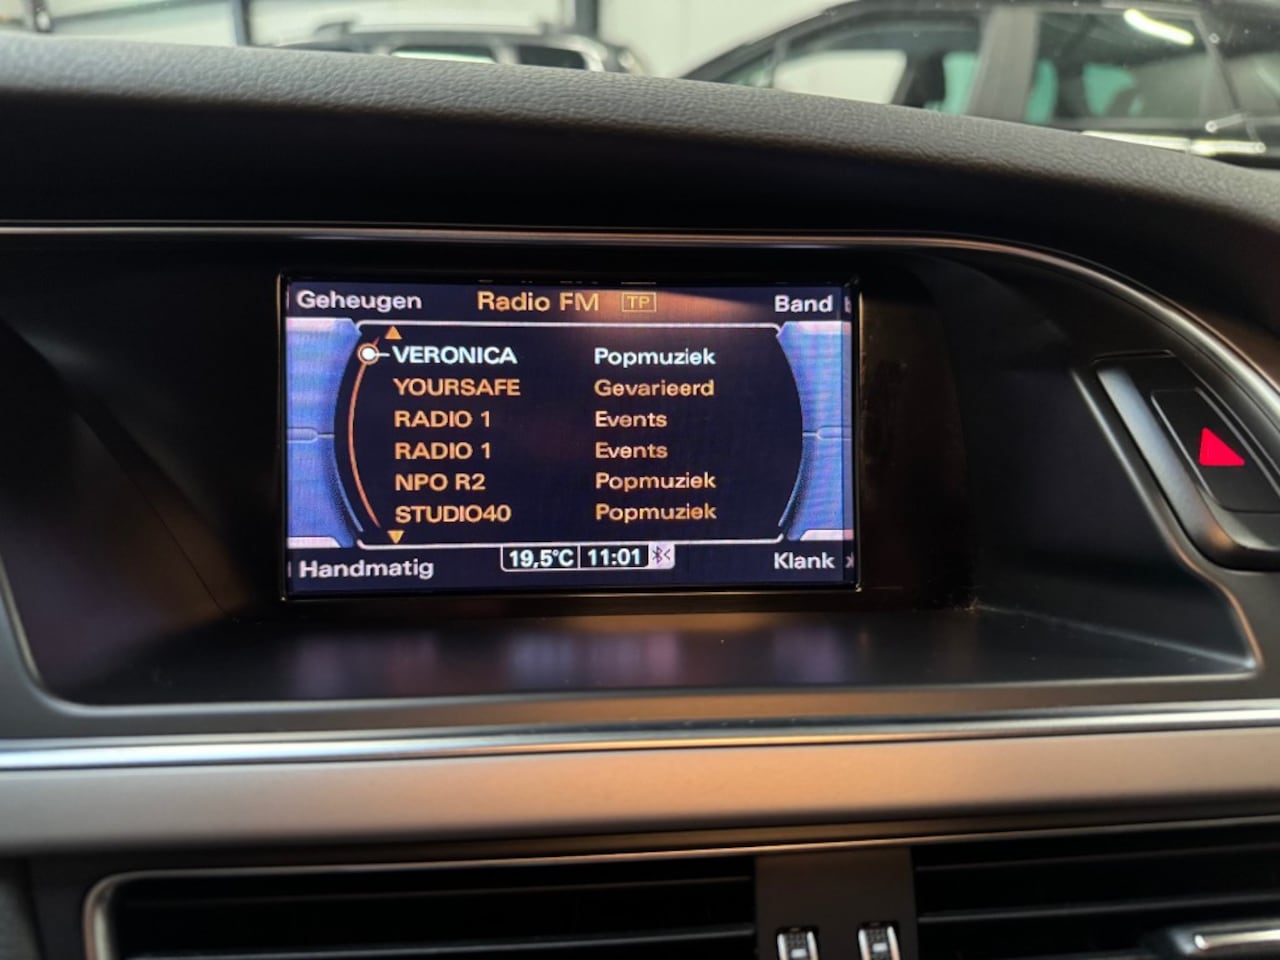 Geheugen Radio FM TP Band
VERONICA Popmuziek
YOURSAFE Gevarieerd
RADIO 1 Events
RADIO 1 Events
NPO R2 Popmuziek
STUDIO40 Popmuziek
Handmatig 19,5°C 11:01 Klank